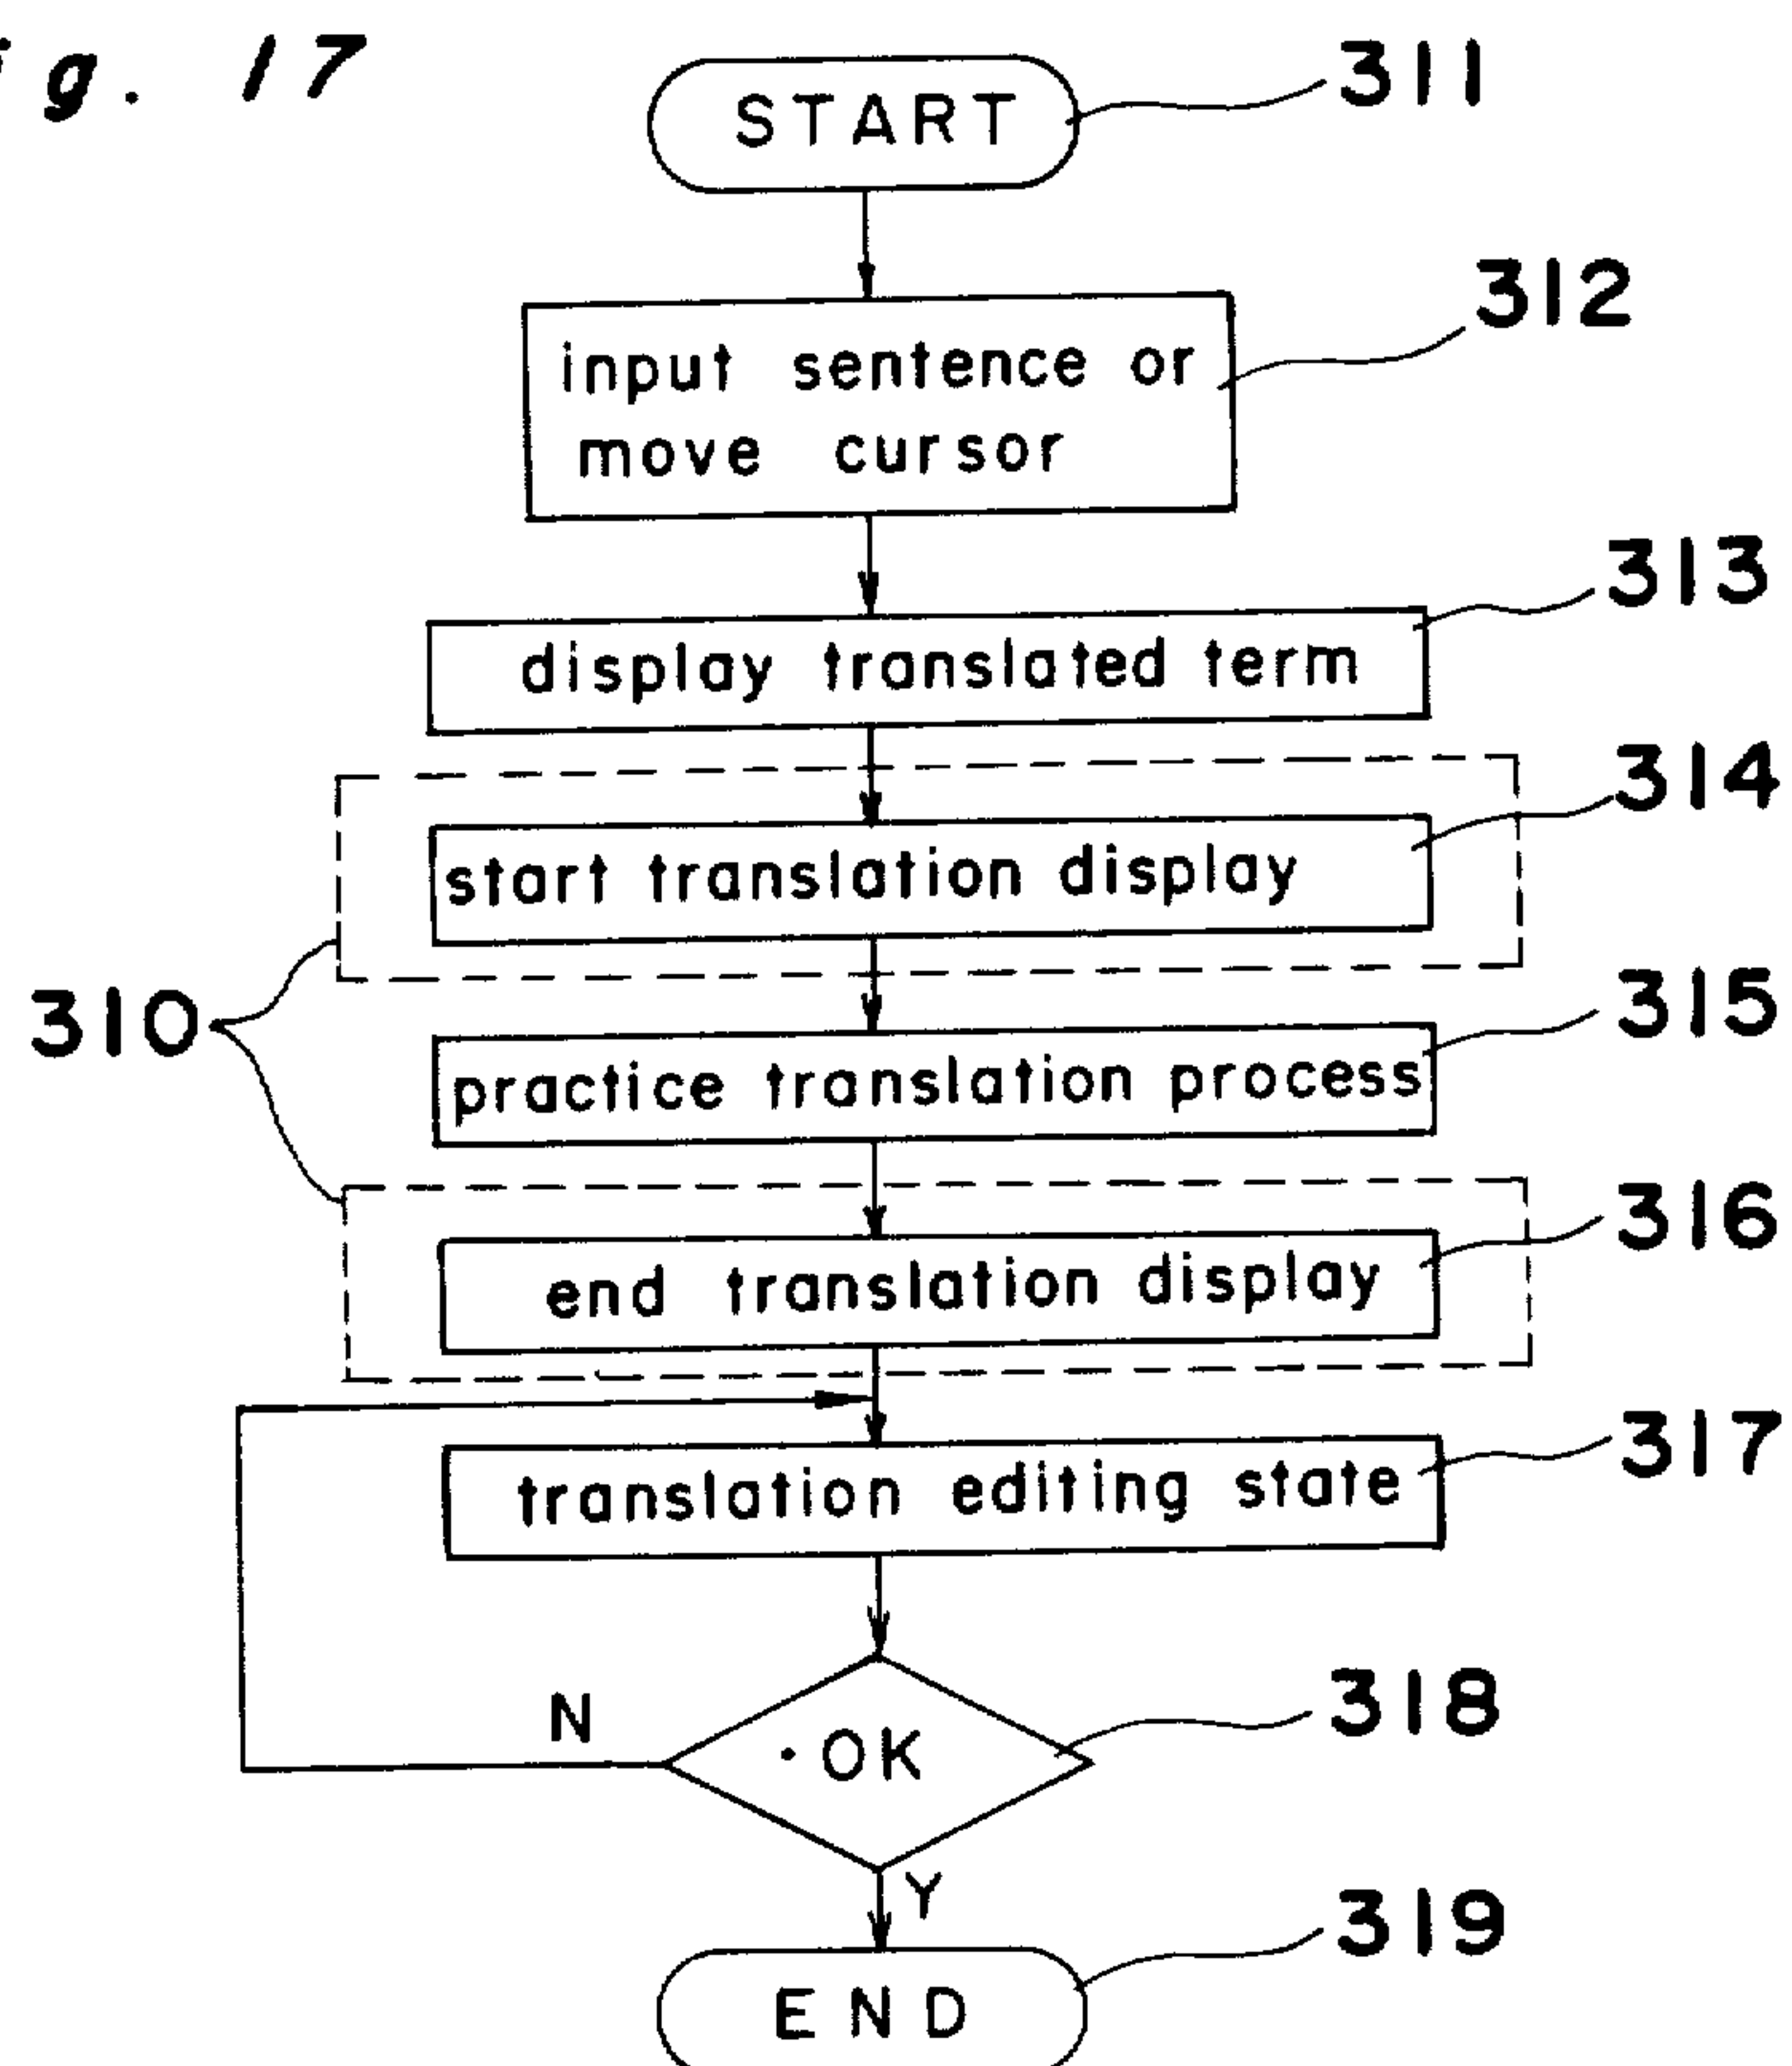 ig. 17
START
311
input sentence or
move cursor
312
display translated term
313
start translation display
314
310
practice translation process
315
end translation display
316
translation editing state
317
N
·OK
318
Y
END
319